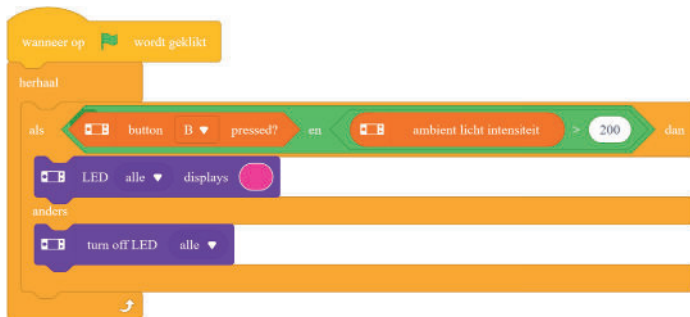 wanneer op wordt geklikt
herhaal
als button B pressed? en ambient licht intensiteit > 200 dan
LED alle displays
anders
turn off LED alle